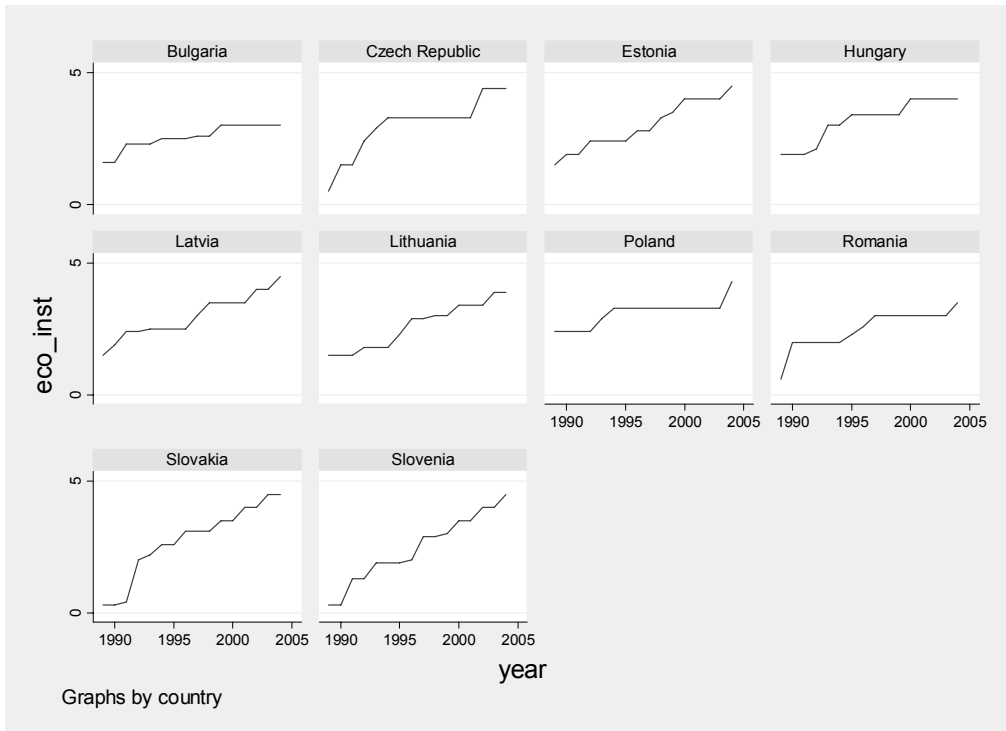 Bulgaria Czech Republic Estonia Hungary
5
0
Latvia Lithuania Poland Romania
5
0
1990 1995 2000 2005 1990 1995 2000 2005
Slovakia Slovenia
5
0
1990 1995 2000 2005 1990 1995 2000 2005
eco_inst
year
Graphs by country